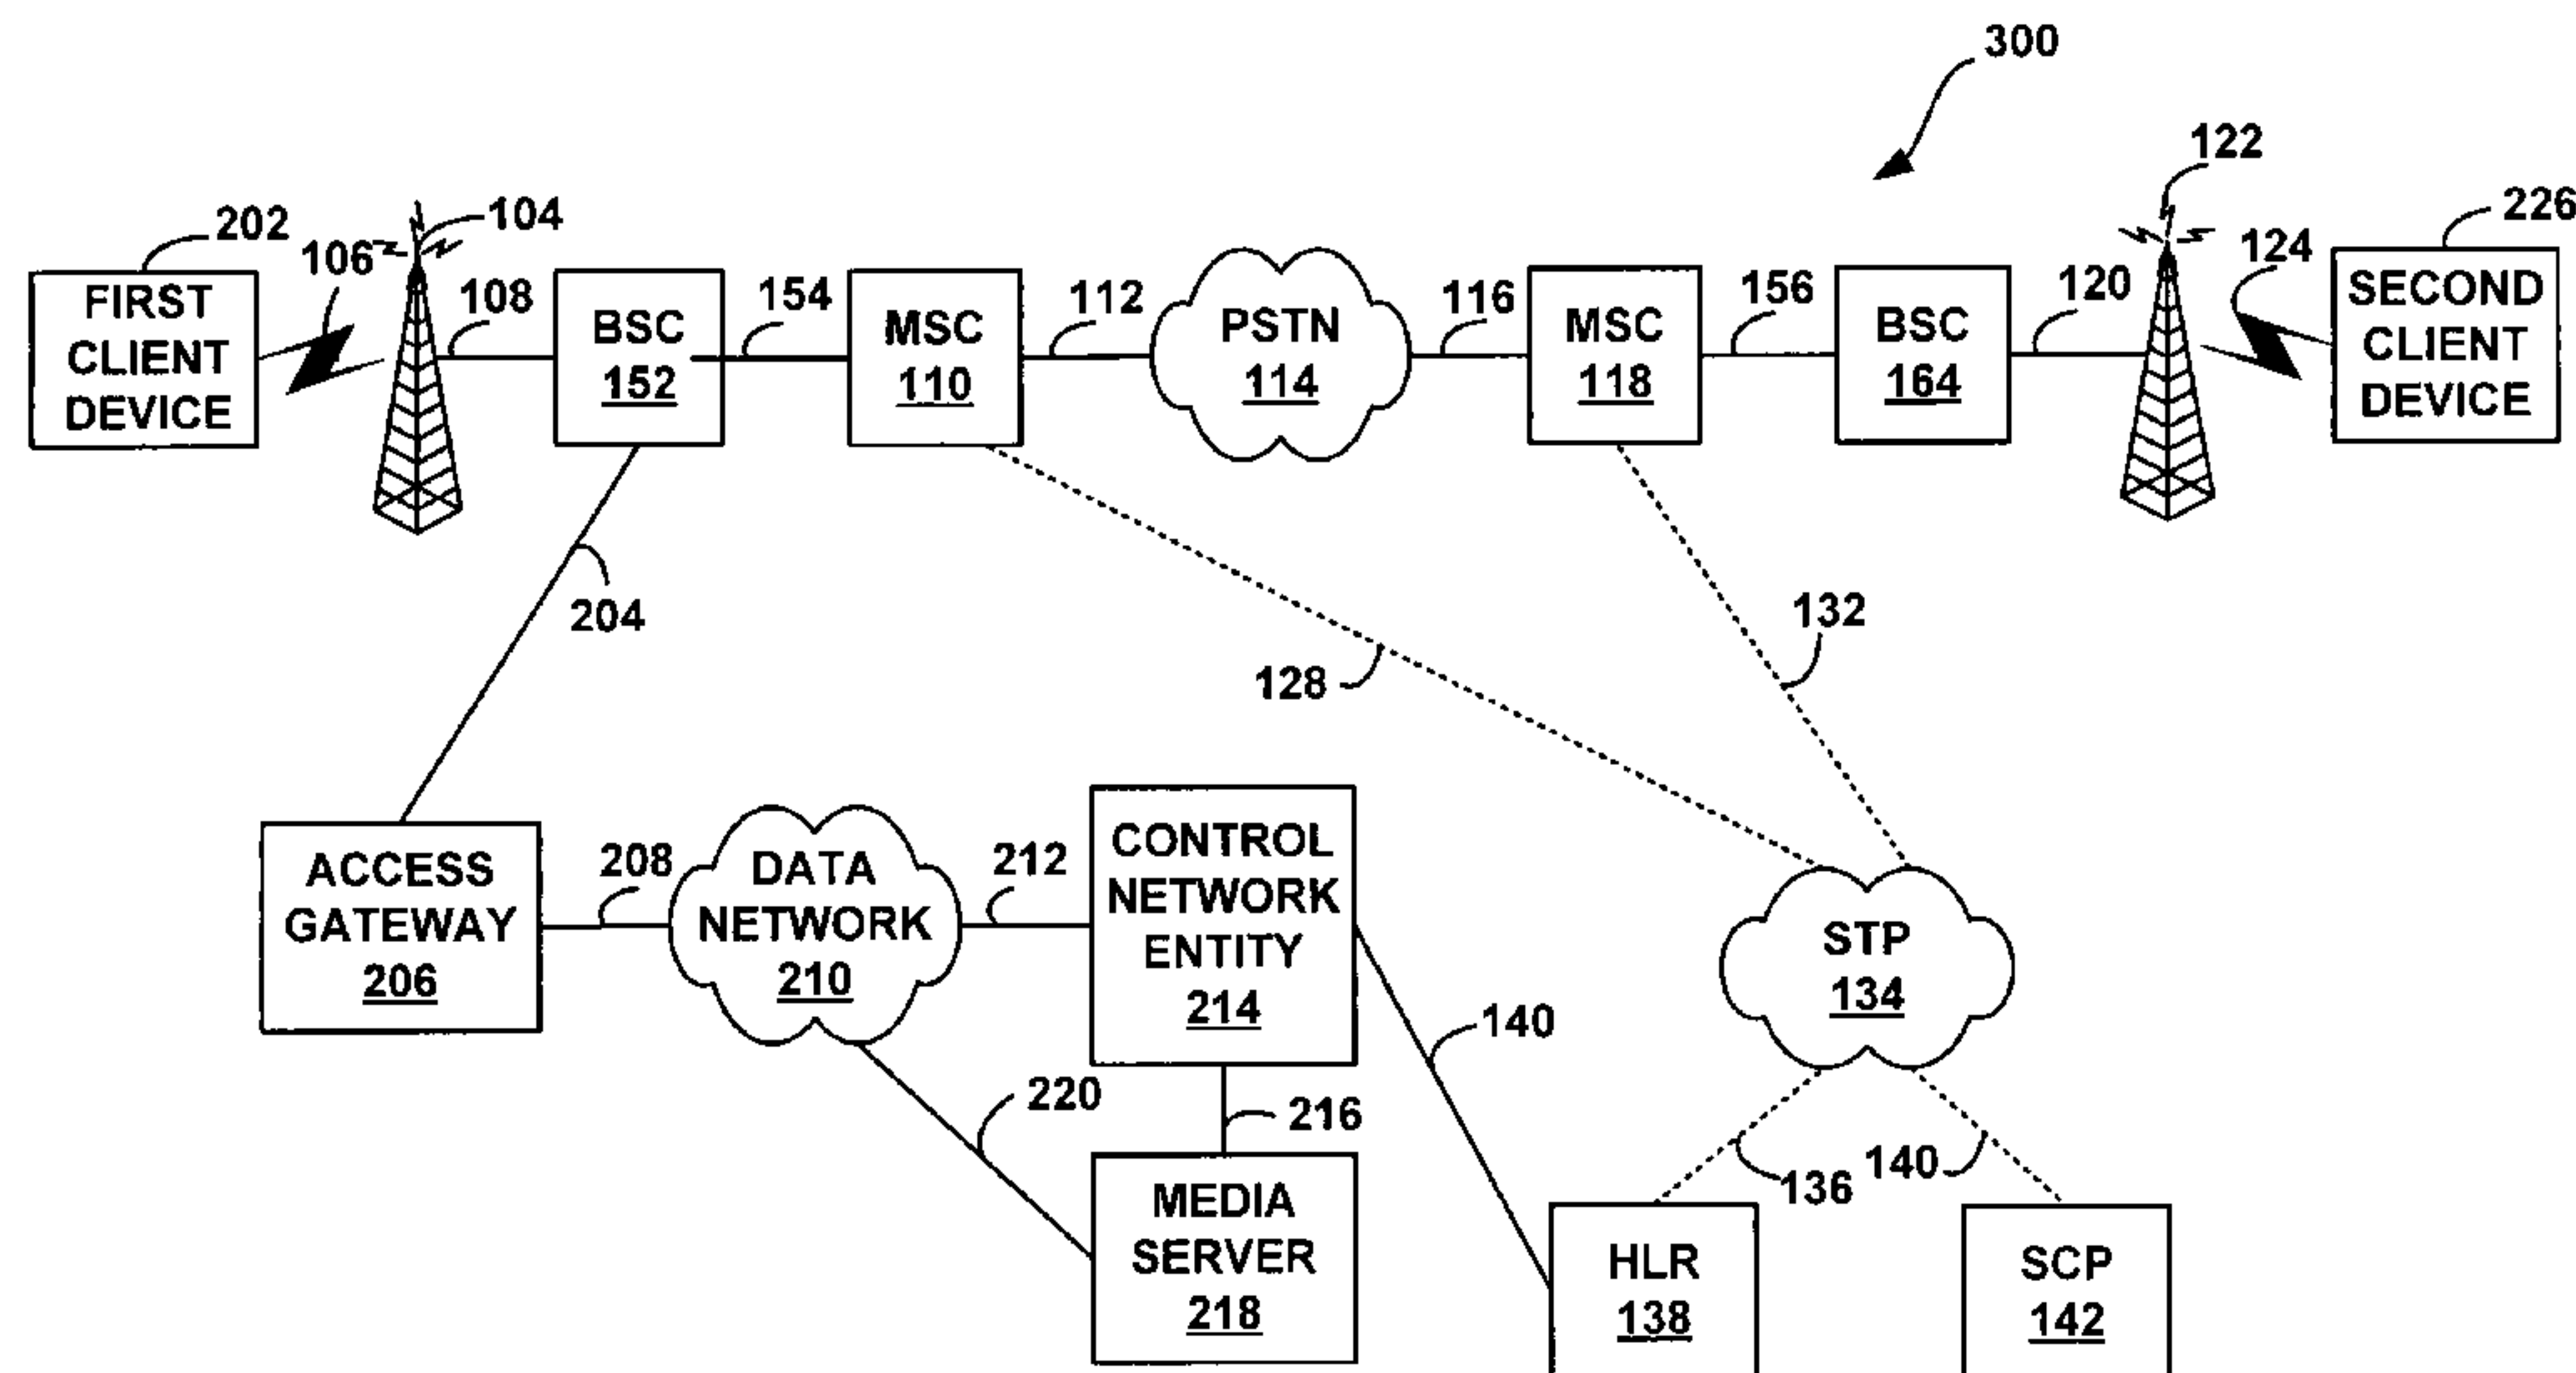 300
122
202
104
226
106
124
FIRST
CLIENT
DEVICE
108
BSC
152
154
MSC
110
112
PSTN
114
116
MSC
118
156
BSC
164
120
SECOND
CLIENT
DEVICE
204
128
132
ACCESS
GATEWAY
206
208
DATA
NETWORK
210
212
CONTROL
NETWORK
ENTITY
214
STP
134
140
220
216
136
140
MEDIA
SERVER
218
HLR
138
SCP
142